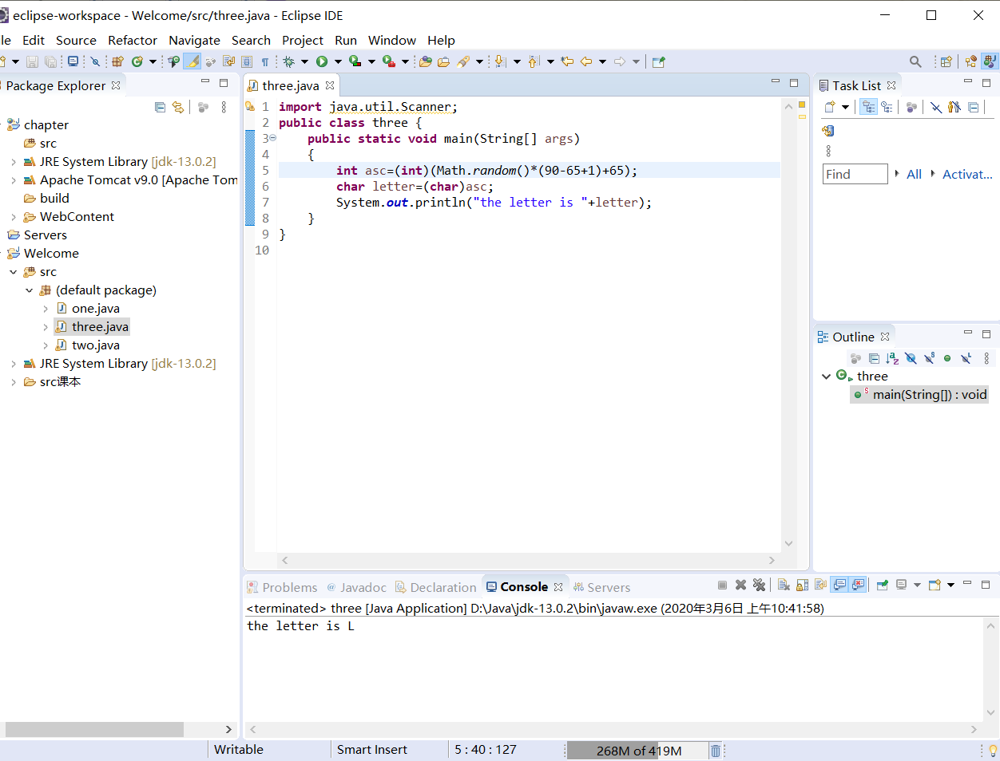 eclipse-workspace - Welcome/src/three.java - Eclipse IDE
le Edit Source Refactor Navigate Search Project Run Window Help
Package Explorer
chapter
src
JRE System Library [jdk-13.0.2]
Apache Tomcat v9.0 [Apache Tom
build
WebContent
Servers
Welcome
src
(default package)
one.java
three.java
two.java
JRE System Library [jdk-13.0.2]
src课本
three.java
1 import java.util.Scanner;
2 public class three {
3 public static void main(String[] args)
4 {
5 int asc=(int)(Math.random()*(90-65+1)+65);
6 char letter=(char)asc;
7 System.out.println("the letter is "+letter);
8 }
9 }
10
Task List
Find All Activat...
Outline
three
main(String[]) : void
Problems Javadoc Declaration Console Servers
<terminated> three [Java Application] D:\Java\jdk-13.0.2\bin\javaw.exe (2020年3月6日 上午10:41:58)
the letter is L
Writable Smart Insert 5 : 40 : 127 268M of 419M